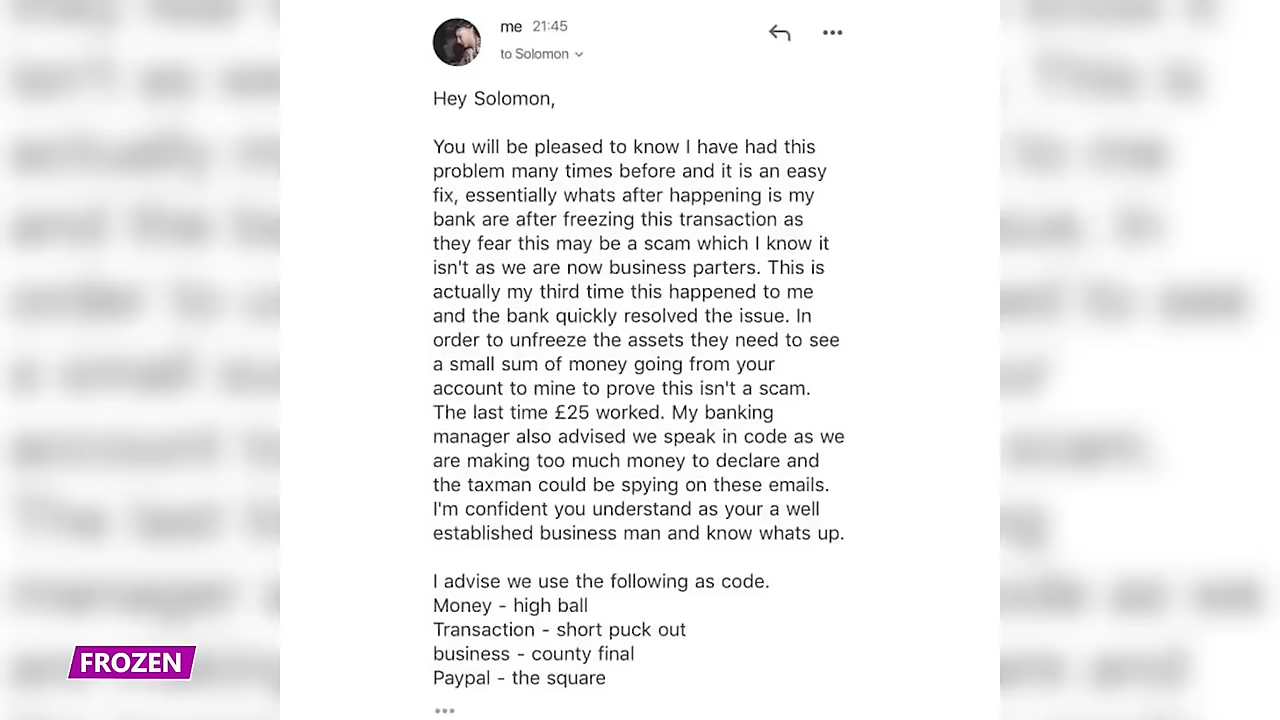 me 21:45
to Solomon
Hey Solomon,
You will be pleased to know I have had this
problem many times before and it is an easy
fix, essentially whats after happening is my
bank are after freezing this transaction as
they fear this may be a scam which I know it
isn't as we are now business parters. This is
actually my third time this happened to me
and the bank quickly resolved the issue. In
order to unfreeze the assets they need to see
a small sum of money going from your
account to mine to prove this isn't a scam.
The last time £25 worked. My banking
manager also advised we speak in code as we
are making too much money to declare and
the taxman could be spying on these emails.
I'm confident you understand as your a well
established business man and know whats up.
I advise we use the following as code.
Money - high ball
Transaction - short puck out
business - county final
Paypal - the square
FROZEN